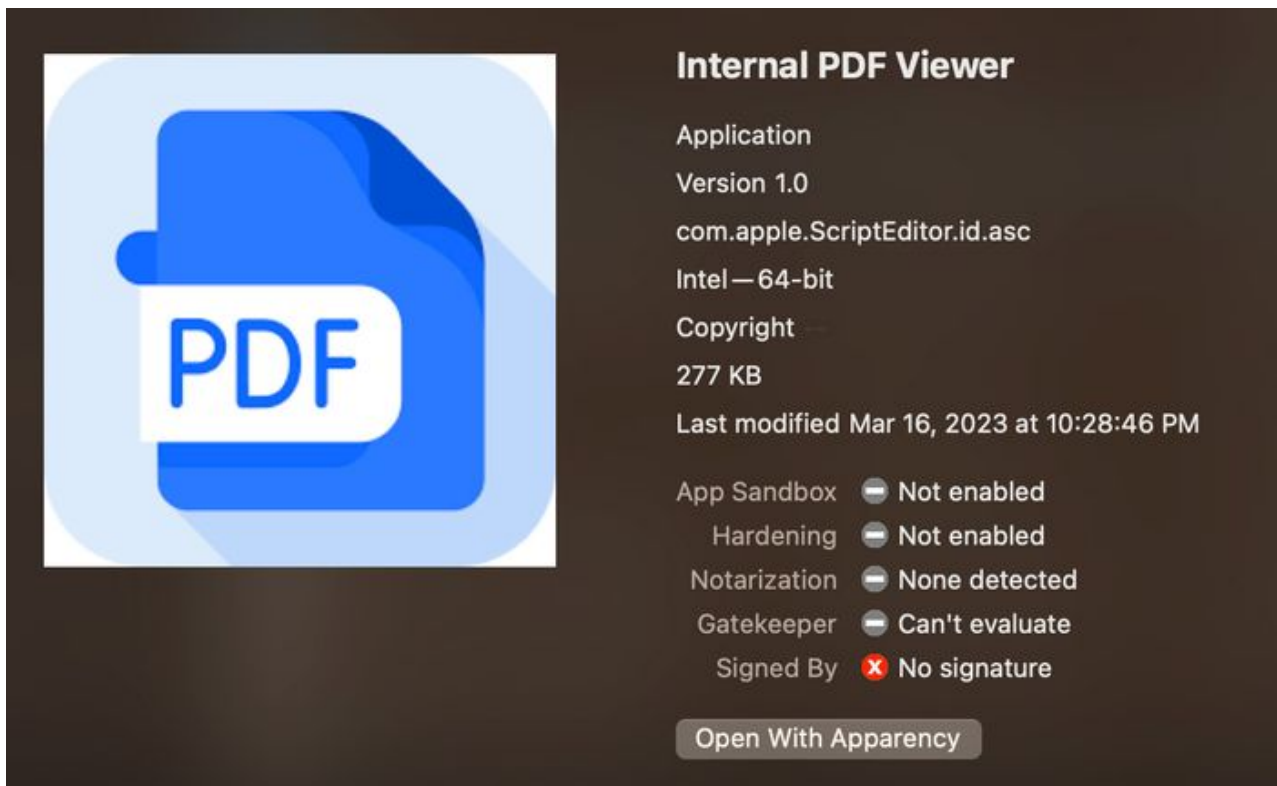 PDF
Internal PDF Viewer
Application
Version 1.0
com.apple.ScriptEditor.id.asc
Intel — 64-bit
Copyright
277 KB
Last modified Mar 16, 2023 at 10:28:46 PM
App Sandbox Not enabled
Hardening Not enabled
Notarization None detected
Gatekeeper Can't evaluate
Signed By No signature
Open With Apparency